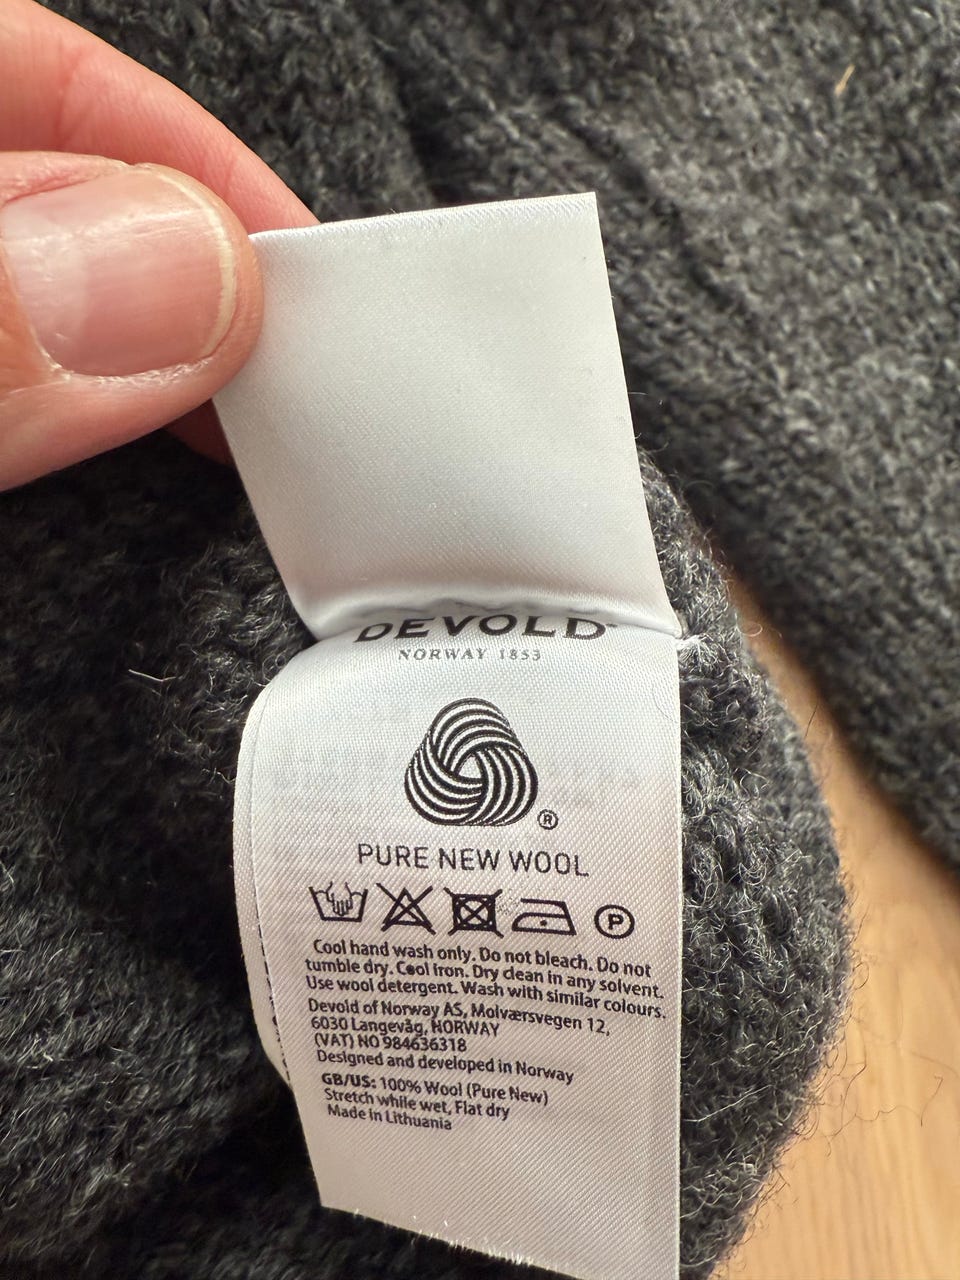 DEVOLD
NORWAY 1853
®
PURE NEW WOOL
P
Cool hand wash only. Do not bleach. Do not
tumble dry. Cool iron. Dry clean in any solvent.
Use wool detergent. Wash with similar colours.
Devold of Norway AS, Molværsvegen 12,
6030 Langevåg, NORWAY
(VAT) NO 984636318
Designed and developed in Norway
GB/US: 100% Wool (Pure New)
Stretch while wet, Flat dry
Made in Lithuania